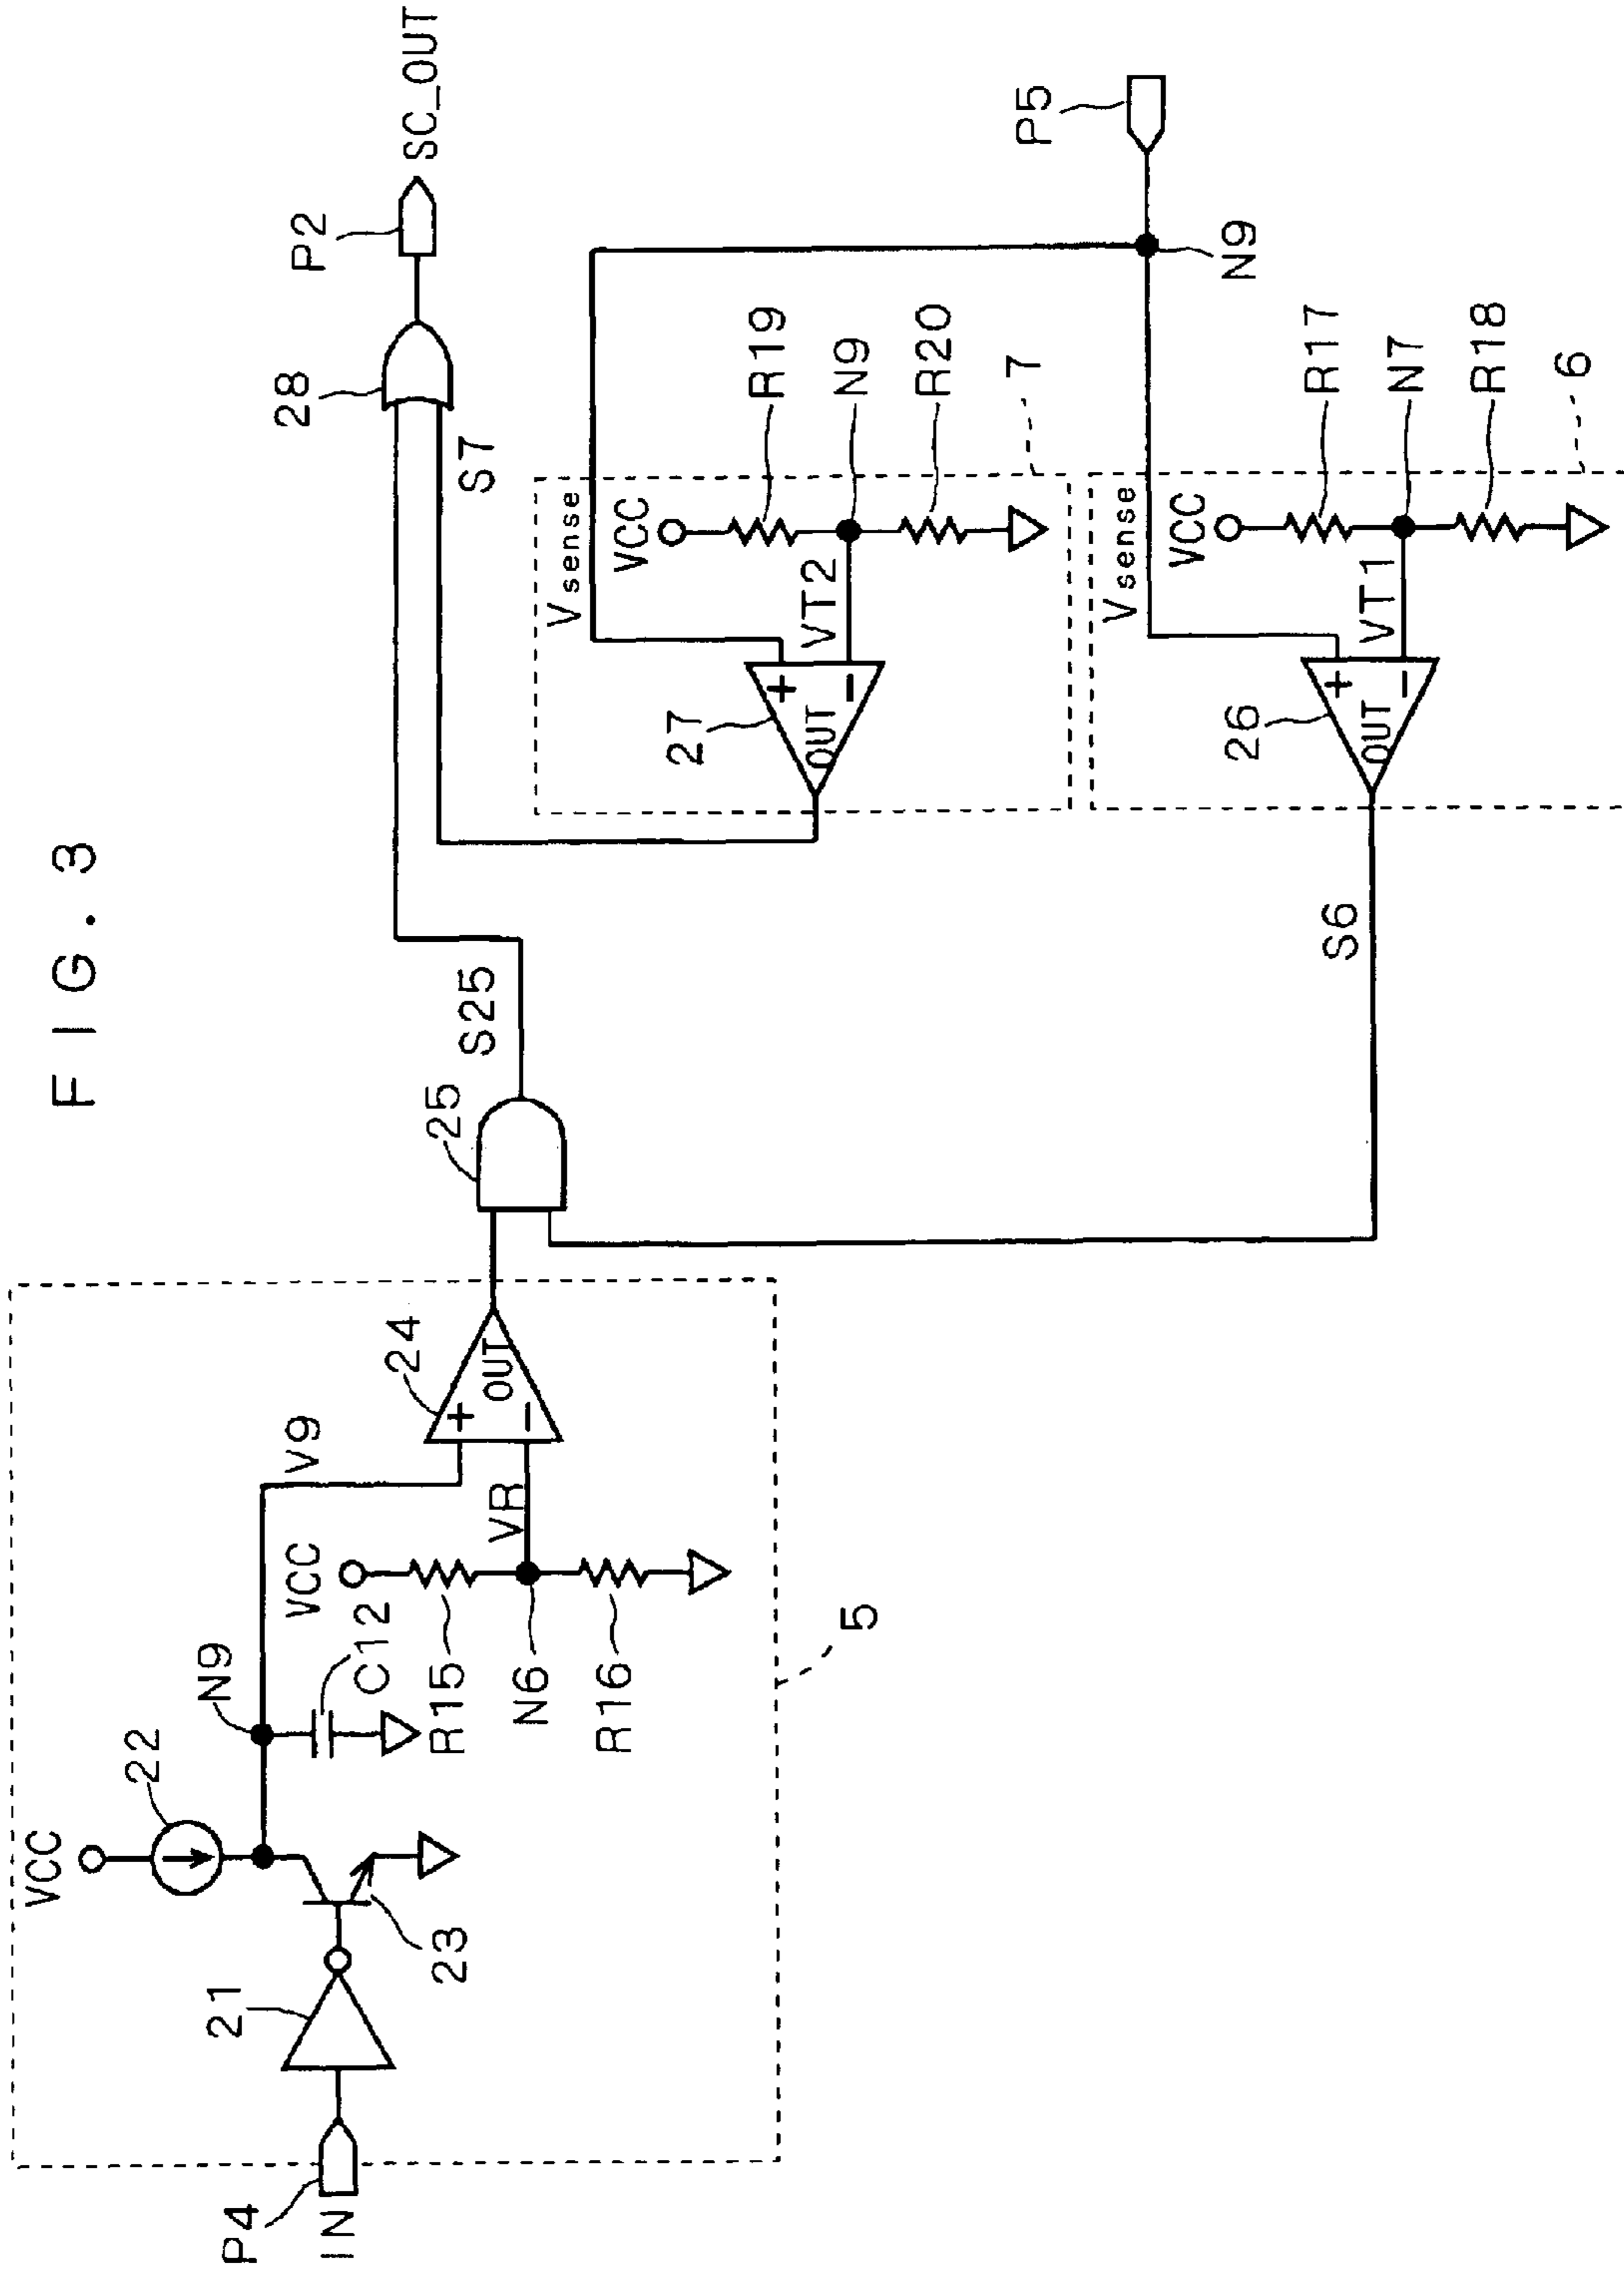 FIG. 3
VCC
22
N9
V9
21
23
C12
VCC
R15
N6
R16
VR
24
+
OUT
−
P4
IN
5
25
S25
28
P2
SC_OUT
S7
Vsense
VCC
R19
27
+
OUT
−
VT2
N9
R20
7
P5
N9
Vsense
VCC
R17
26
+
OUT
−
VT1
N7
R18
6
S6